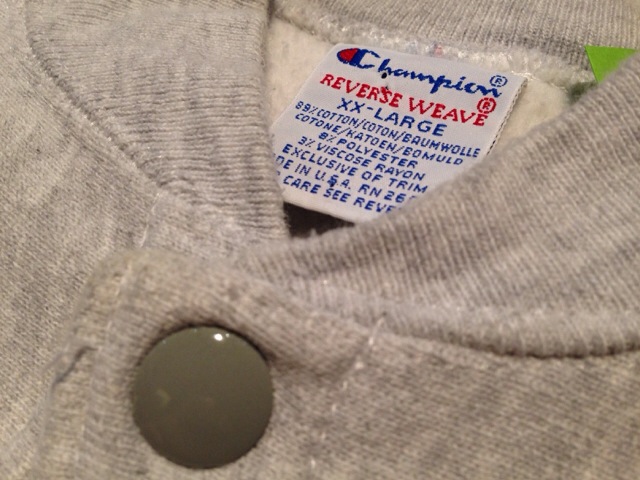 Champion®
REVERSE WEAVE®
XX-LARGE
89% COTTON/COTON/BAUMWOLLE
COTONE/KATOEN/BOMULD
8% POLYESTER
3% VISCOSE RAYON
EXCLUSIVE OF TRIM
DE IN U.S.A. RN 26
CARE SEE REVE